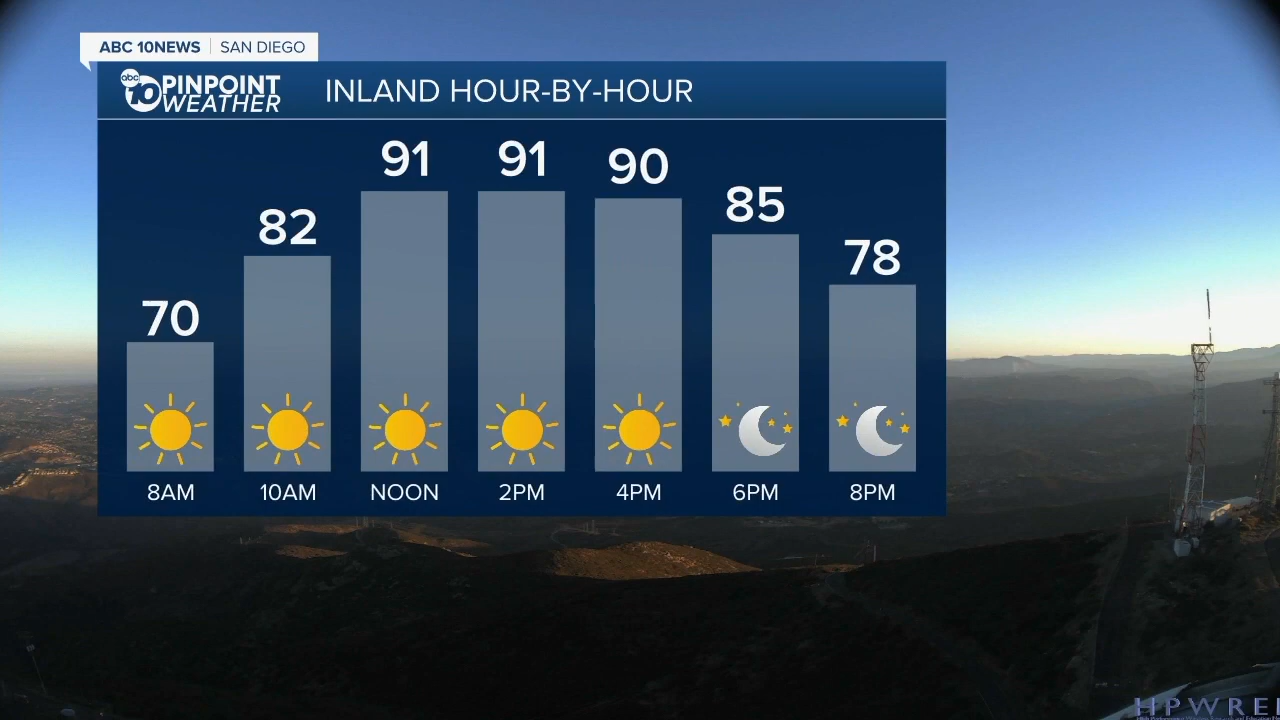 ABC 10NEWS | SAN DIEGO
abc 10 PINPOINT WEATHER
INLAND HOUR-BY-HOUR
70 82 91 91 90 85 78
8AM 10AM NOON 2PM 4PM 6PM 8PM
HPWRE